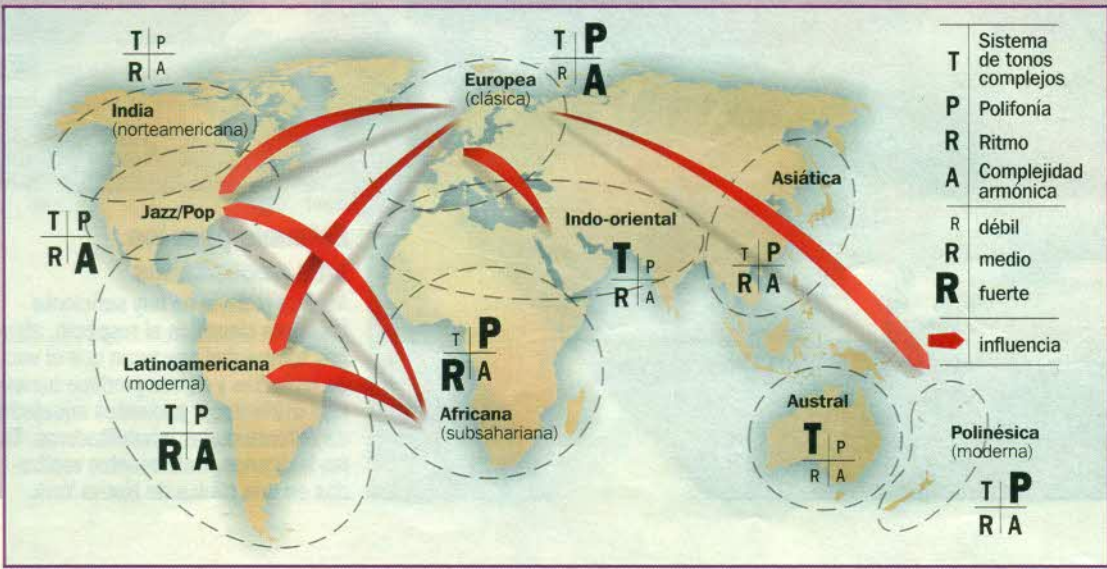 T P
R A
India
(norteamericana)
T P
R A
Europea
(clásica)
Jazz/Pop
T P
R A
Indo-oriental
T P
R A
Asiática
T P
R A
Latinoamericana
(moderna)
T P
R A
T P
R A
Africana
(subsahariana)
Austral
T P
R A
Polinésica
(moderna)
T P
R A
T Sistema
de tonos
complejos
P Polifonía
R Ritmo
A Complejidad
armónica
R débil
R medio
R fuerte
influencia